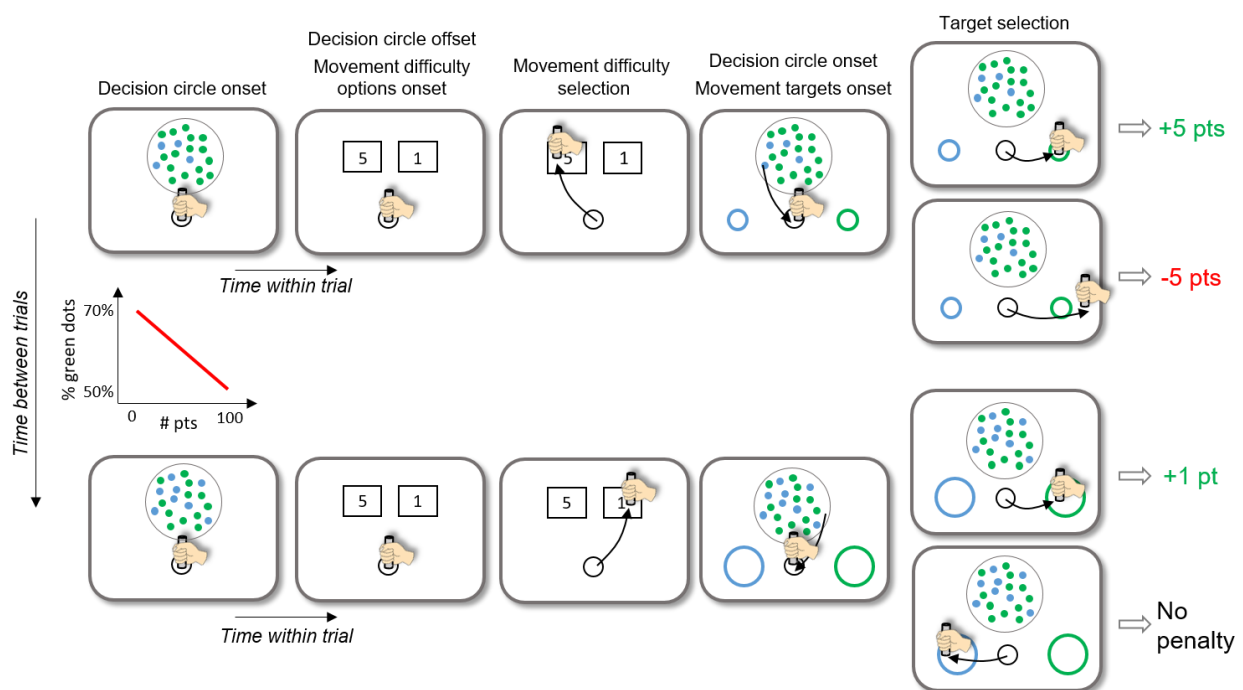 Decision circle onset
Decision circle offset
Movement difficulty
options onset
Movement difficulty
selection
Decision circle onset
Movement targets onset
Target selection
5 1
5 1
+5 pts
-5 pts
Time within trial
Time between trials
% green dots
70%
50%
0
100
# pts
5 1
5 1
+1 pt
No
penalty
Time within trial